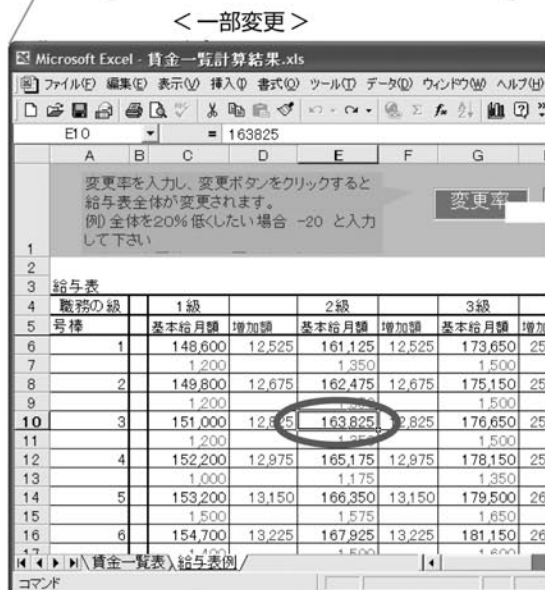 ＜一部変更＞
Microsoft Excel - 賃金一覧計算結果.xls
ファイル(F) 編集(E) 表示(V) 挿入(I) 書式(O) ツール(T) データ(D) ウィンドウ(W) ヘルプ(H)
E10 = 163825
A B C D E F G
変更率を入力し、変更ボタンをクリックすると
給与表全体が変更されます。
例) 全体を20%低くしたい場合 -20 と入力
して下さい
変更率
1
2
3 給与表
4 職務の級 1級 2級 3級
5 号棒 基本給月額 増加額 基本給月額 増加額 基本給月額
6 1 148,600 12,525 161,125 12,525 173,650 25
7 1,200 1,350 1,500
8 2 149,800 12,675 162,475 12,675 175,150 25
9 1,200 1,500
10 3 151,000 163,825 176,650 25
11 1,200 1,500
12 4 152,200 12,975 165,175 12,975 178,150 25
13 1,000 1,175 1,350
14 5 153,200 13,150 166,350 13,150 179,500 26
15 1,500 1,575 1,650
16 6 154,700 13,225 167,925 13,225 181,150 26
賃金一覧表 給与表例
コマンド